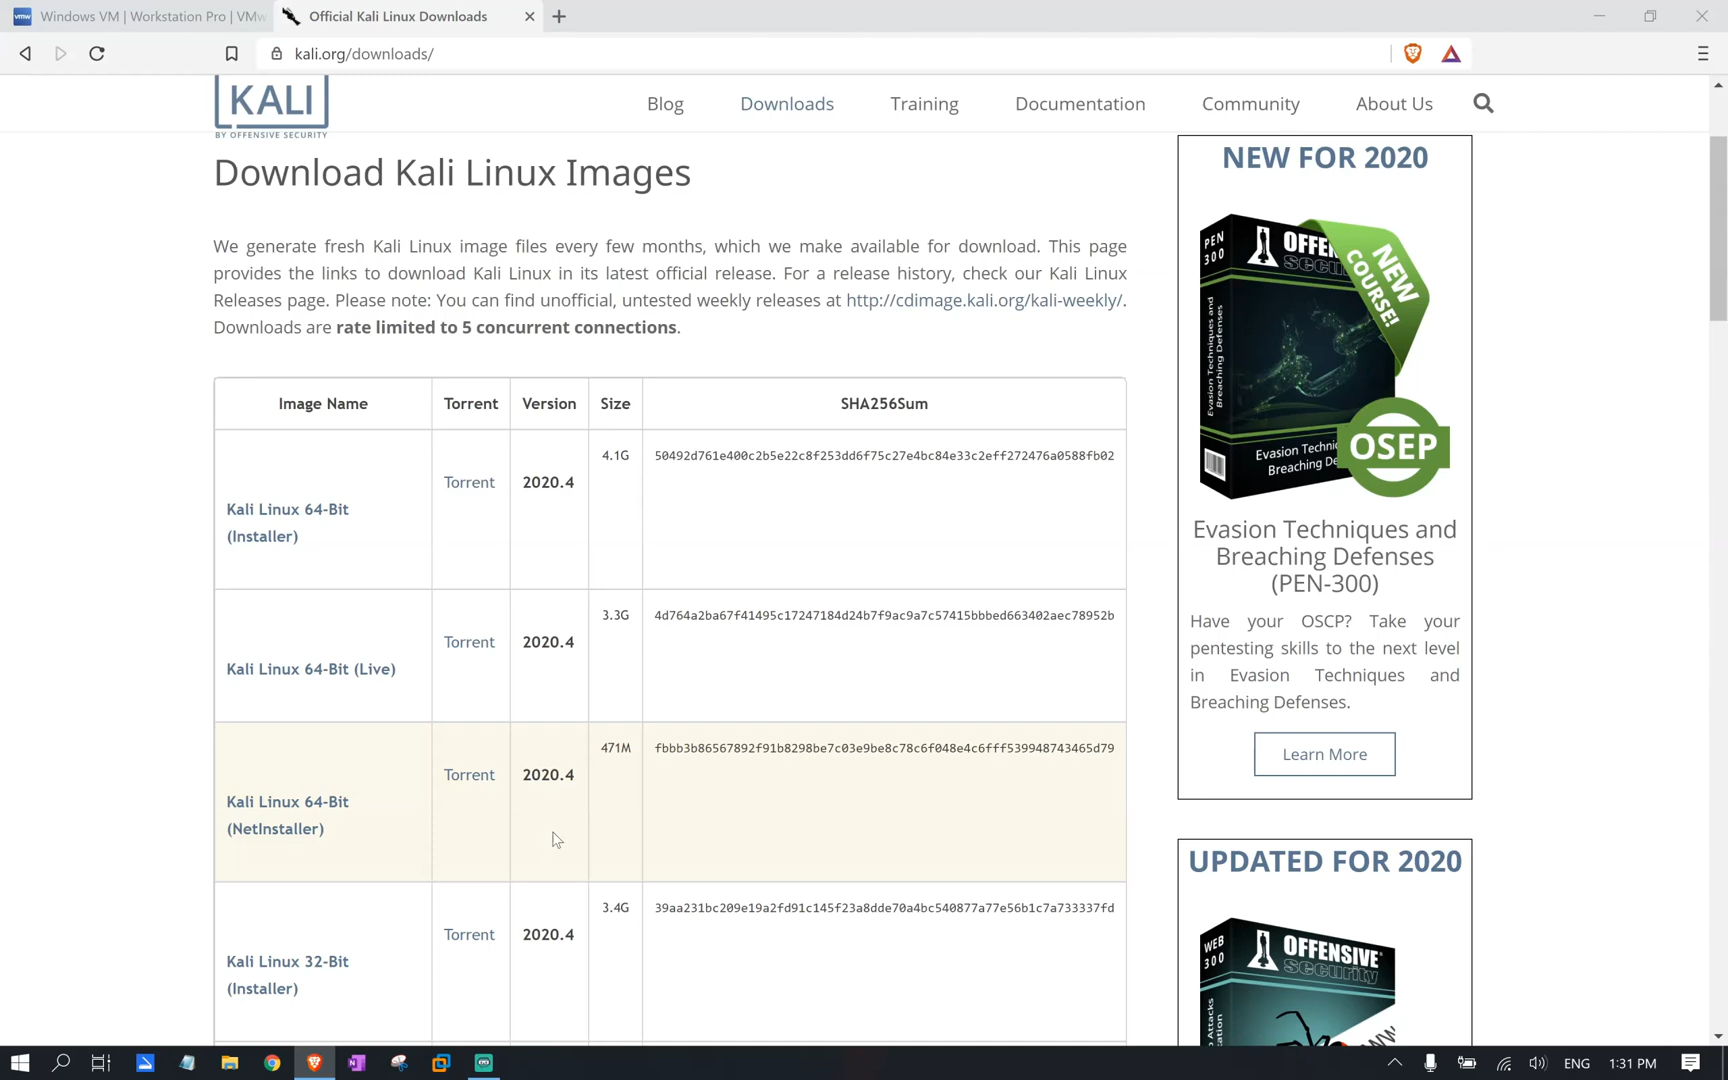 vmw Windows VM | Workstation Pro | VMw
Official Kali Linux Downloads
kali.org/downloads/
KALI
BY OFFENSIVE SECURITY
Blog Downloads Training Documentation Community About Us
Download Kali Linux Images
We generate fresh Kali Linux image files every few months, which we make available for download. This page
provides the links to download Kali Linux in its latest official release. For a release history, check our Kali Linux
Releases page. Please note: You can find unofficial, untested weekly releases at http://cdimage.kali.org/kali-weekly/.
Downloads are rate limited to 5 concurrent connections.
Image Name Torrent Version Size SHA256Sum
4.1G 50492d761e400c2b5e22c8f253dd6f75c27e4bc84e33c2eff272476a0588fb02
Torrent 2020.4
Kali Linux 64-Bit
(Installer)
3.3G 4d764a2ba67f41495c17247184d24b7f9ac9a7c57415bbbed663402aec78952b
Torrent 2020.4
Kali Linux 64-Bit (Live)
471M fbbb3b86567892f91b8298be7c03e9be8c78c6f048e4c6fff539948743465d79
Torrent 2020.4
Kali Linux 64-Bit
(NetInstaller)
3.4G 39aa231bc209e19a2fd91c145f23a8dde70a4bc540877a77e56b1c7a733337fd
Torrent 2020.4
Kali Linux 32-Bit
(Installer)
NEW FOR 2020
PEN
300
OFFEN
secu
NEW
COURSE!
Evasion Techniques and
Breaching Defenses
Evasion Techni
Breaching De
OSEP
Evasion Techniques and
Breaching Defenses
(PEN-300)
Have your OSCP? Take your
pentesting skills to the next level
in Evasion Techniques and
Breaching Defenses.
Learn More
UPDATED FOR 2020
WEB
300
OFFENSIVE
security
ENG 1:31 PM